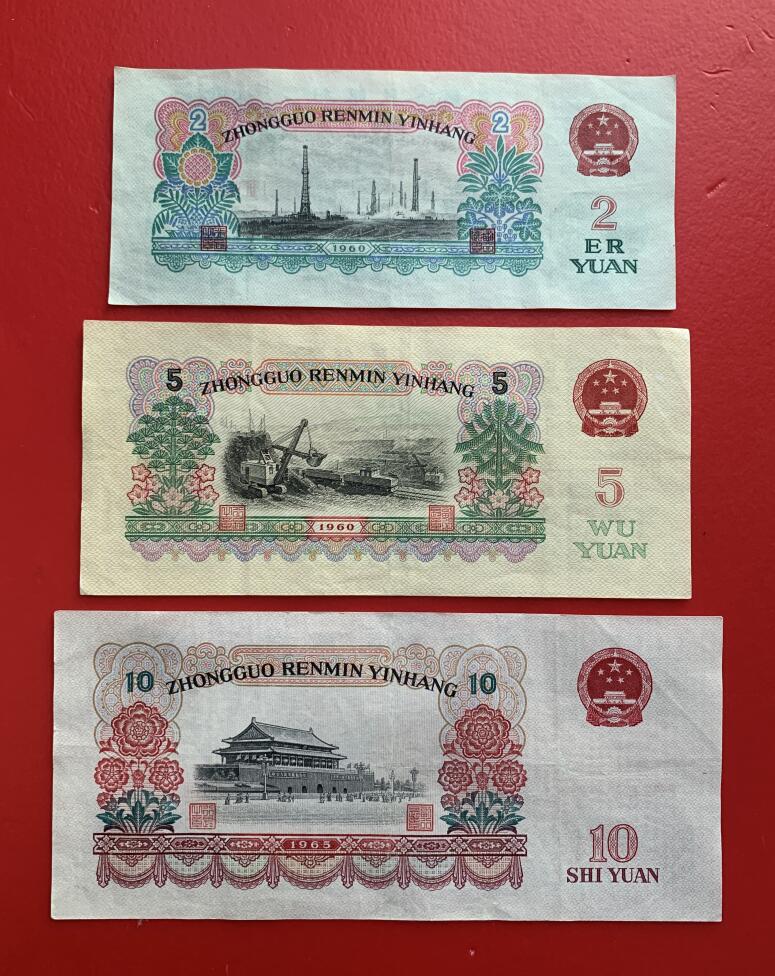 2 ZHONGGUO RENMIN YINHANG 2
2
ER
YUAN
1960
5 ZHONGGUO RENMIN YINHANG 5
5
WU
YUAN
1960
10 ZHONGGUO RENMIN YINHANG 10
10
SHI YUAN
1965